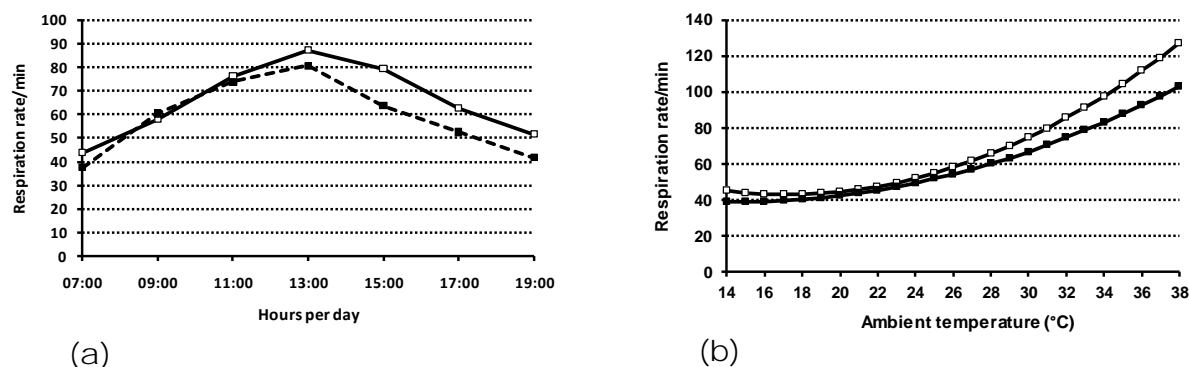 100
90
80
70
60
50
40
30
20
10
0
Respiration rate/min
07:00 09:00 11:00 13:00 15:00 17:00 19:00
Hours per day
(a)
140
120
100
80
60
40
20
0
Respiration rate/min
14 16 18 20 22 24 26 28 30 32 34 36 38
Ambient temperature (°C)
(b)